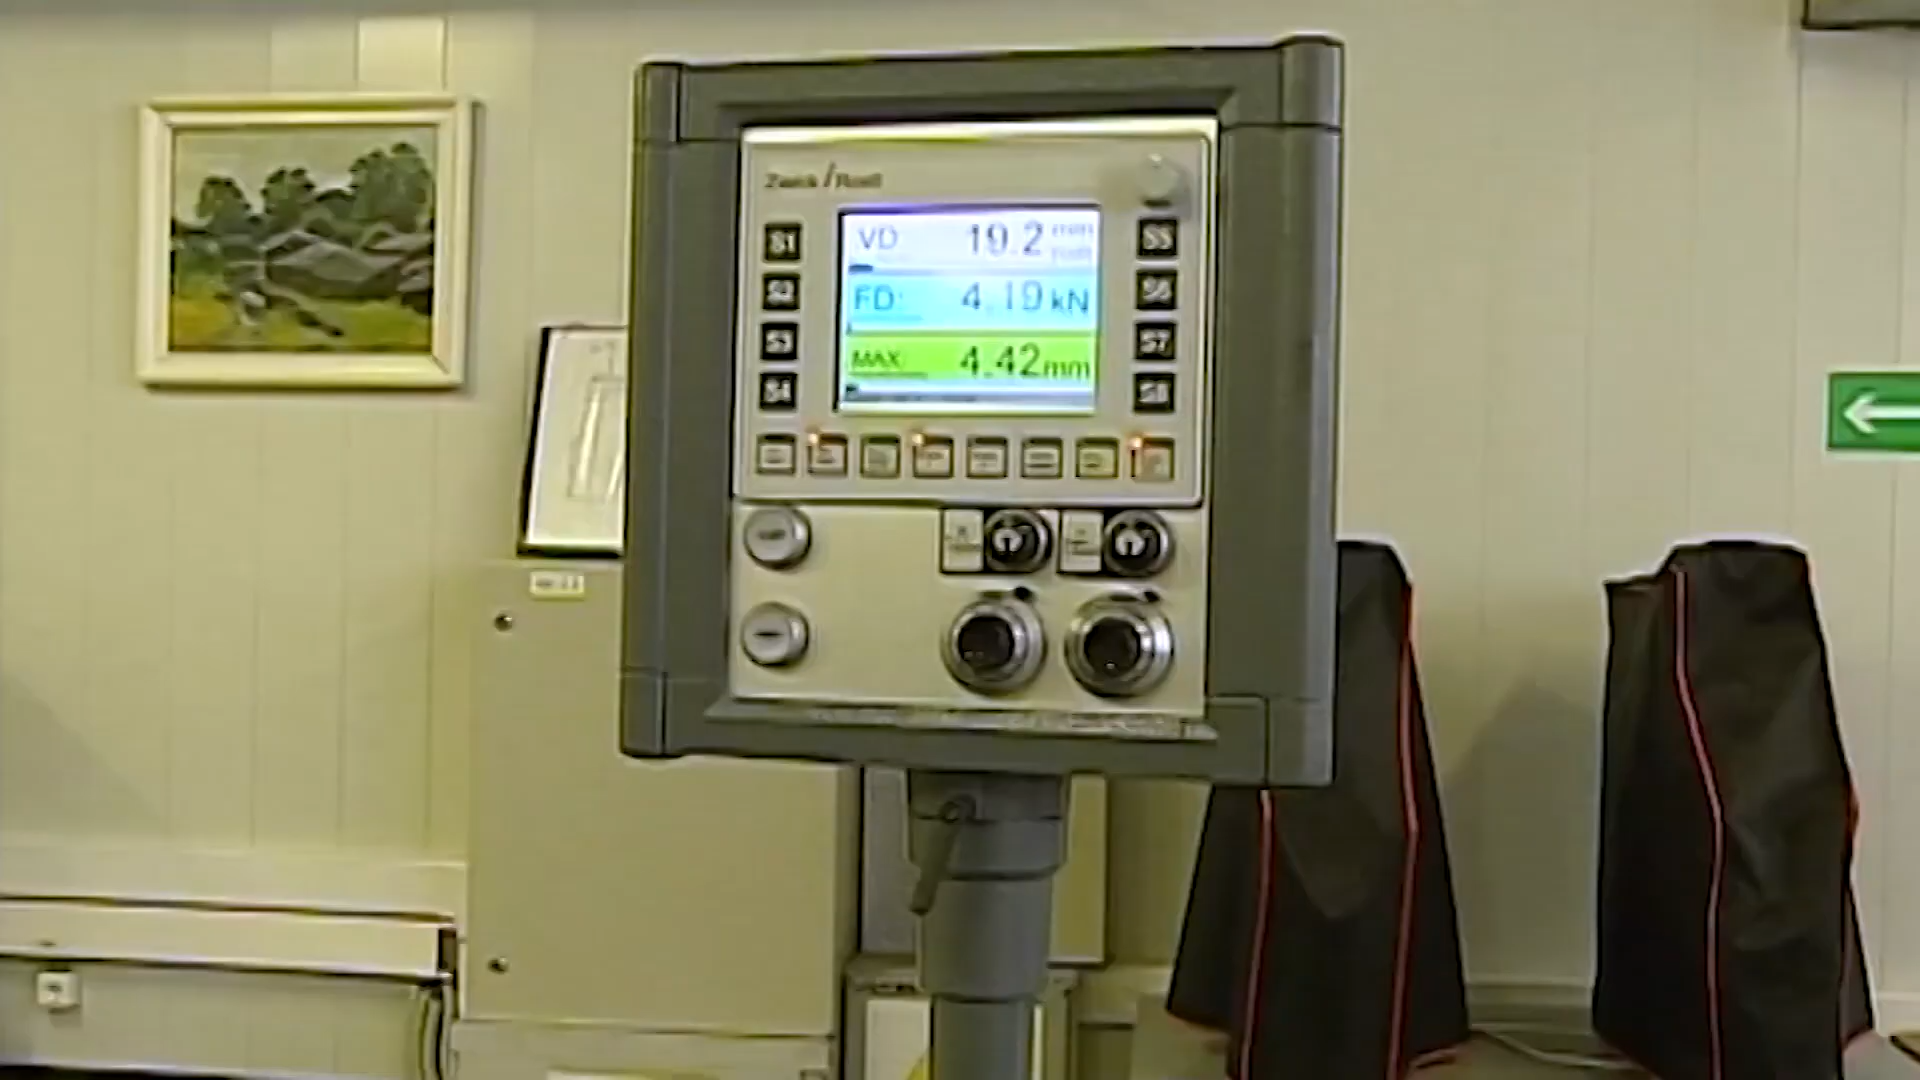 Zwick / Roell
S1
S2
S3
S4
VD 19.2 mm
FD: 4.19 kN
MAX: 4.42 mm
S5
S6
S7
S8